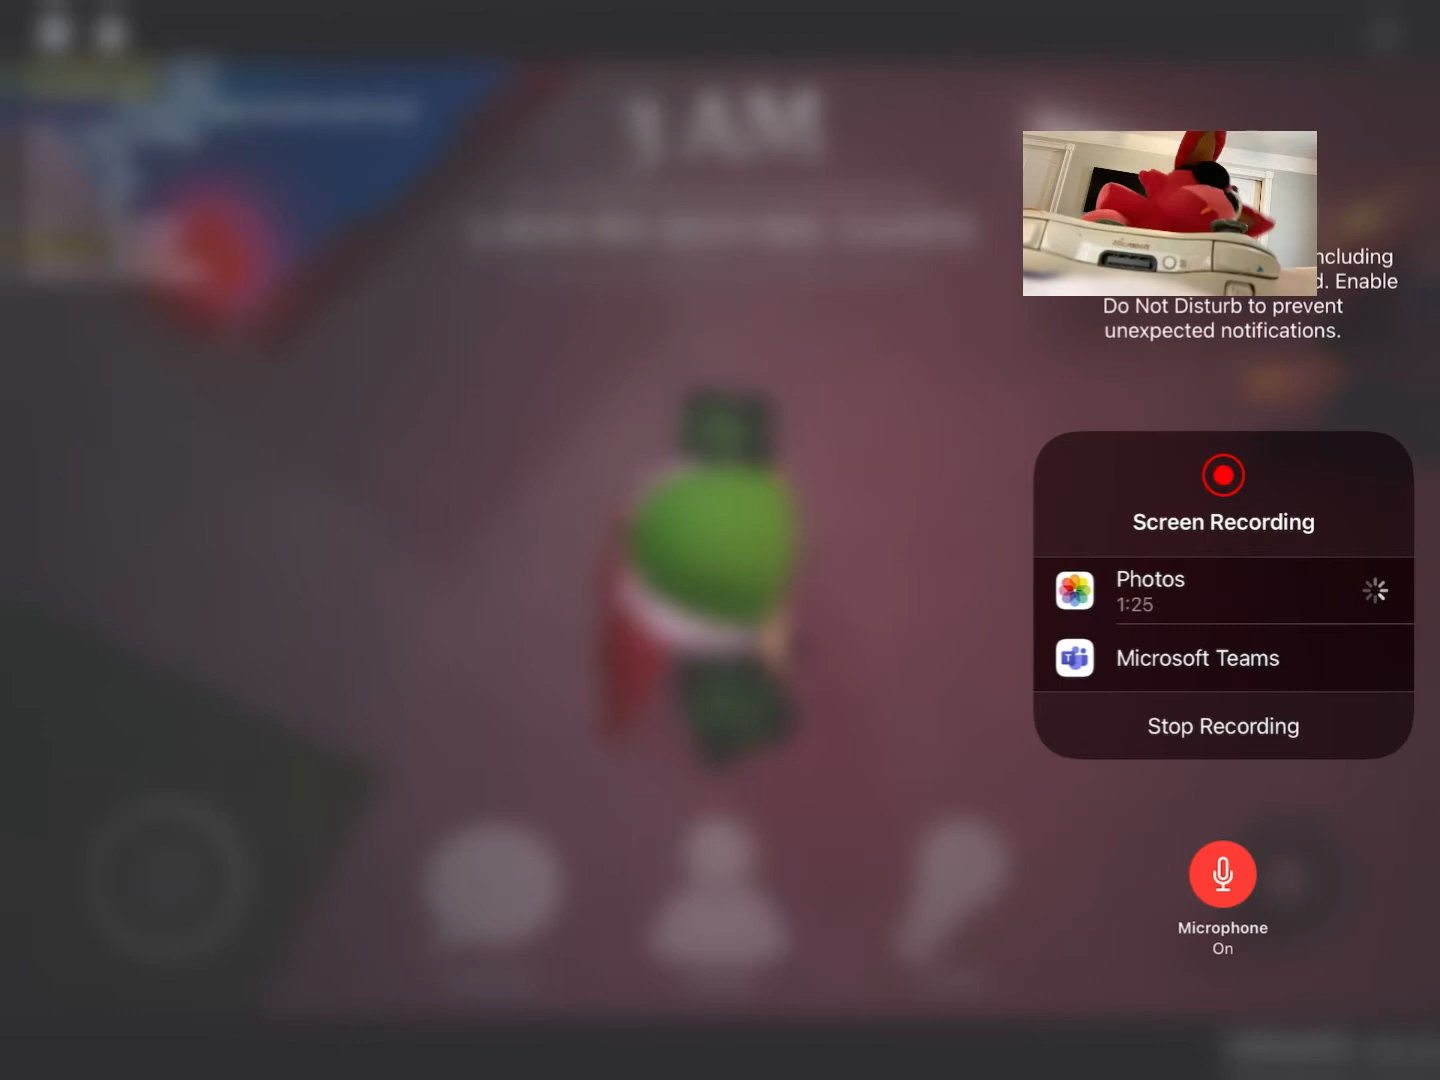 AM
ncluding
d. Enable
Do Not Disturb to prevent
unexpected notifications.
Screen Recording
Photos
1:25
Microsoft Teams
Stop Recording
Microphone
On